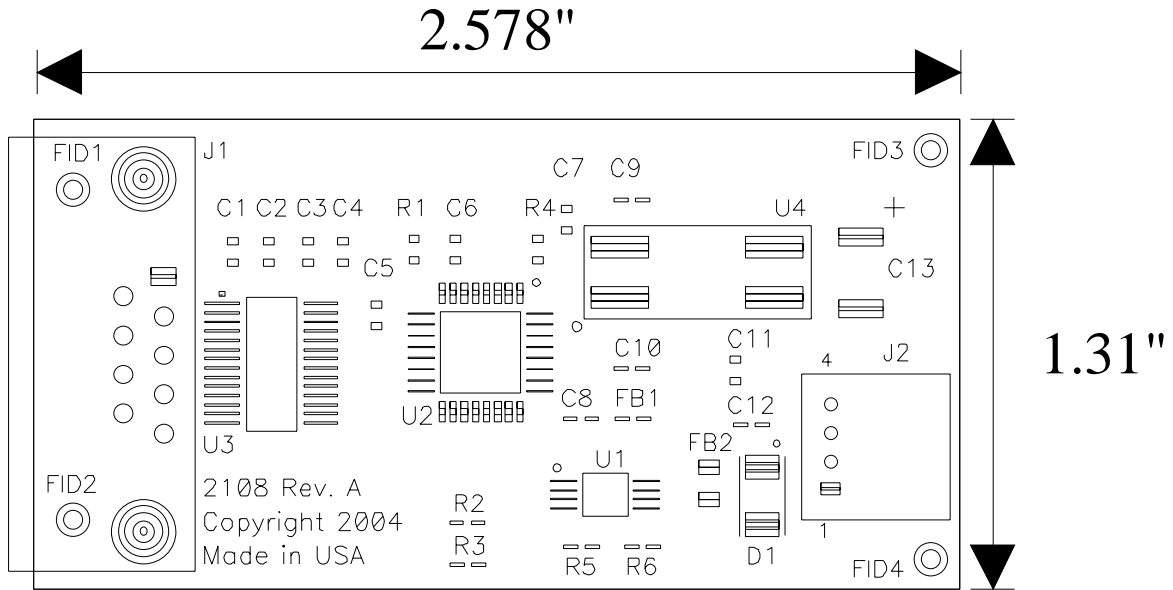 2.578"
FID1
J1
FID3
C7
C9
C1
C2
C3
C4
R1
C6
R4
U4
+
C5
C13
C10
C11
J2
1.31"
4
U2
C8
FB1
C12
U3
FB2
U1
FID2
2108 Rev. A
R2
Copyright 2004
1
R3
Made in USA
R5
R6
D1
FID4